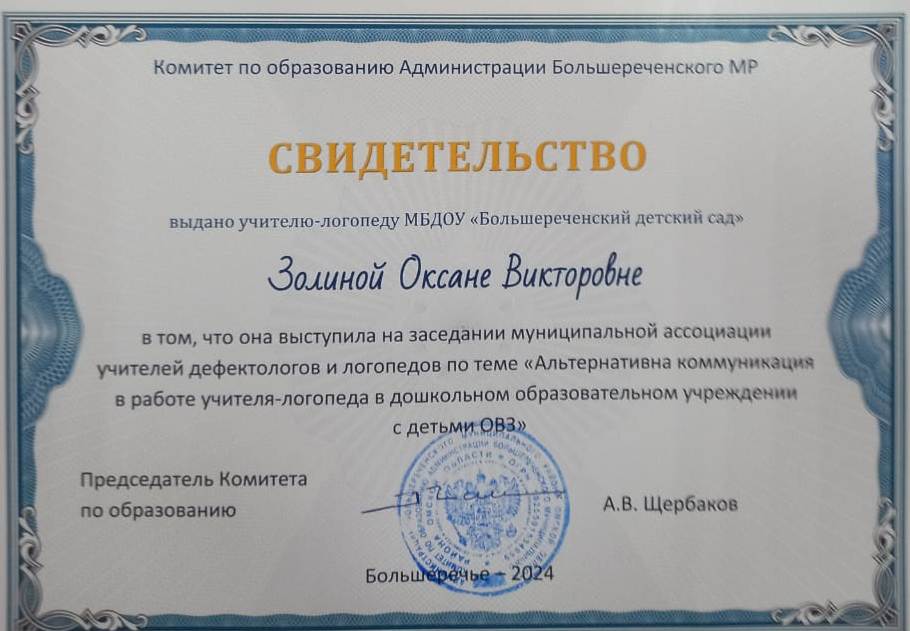 Комитет по образованию Администрации Большереченского МР
СВИДЕТЕЛЬСТВО
выдано учителю-логопеду МБДОУ «Большереченский детский сад»
Золиной Оксане Викторовне
в том, что она выступила на заседании муниципальной ассоциации
учителей дефектологов и логопедов по теме «Альтернативна коммуникация
в работе учителя-логопеда в дошкольном образовательном учреждении
с детьми ОВЗ»
Председатель Комитета
по образованию
А.В. Щербаков
Большеречье – 2024